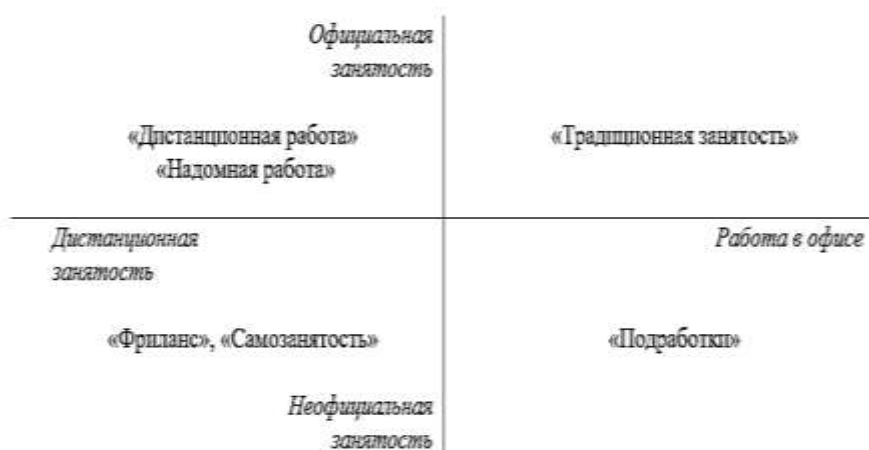 Официальная
занятость
«Дистанционная работа»
«Традиционная занятость»
«Надомная работа»
Дистанционная
занятость
Работа в офисе
«Фриланс», «Самозанятость»
«Подработки»
Неофициальная
занятость